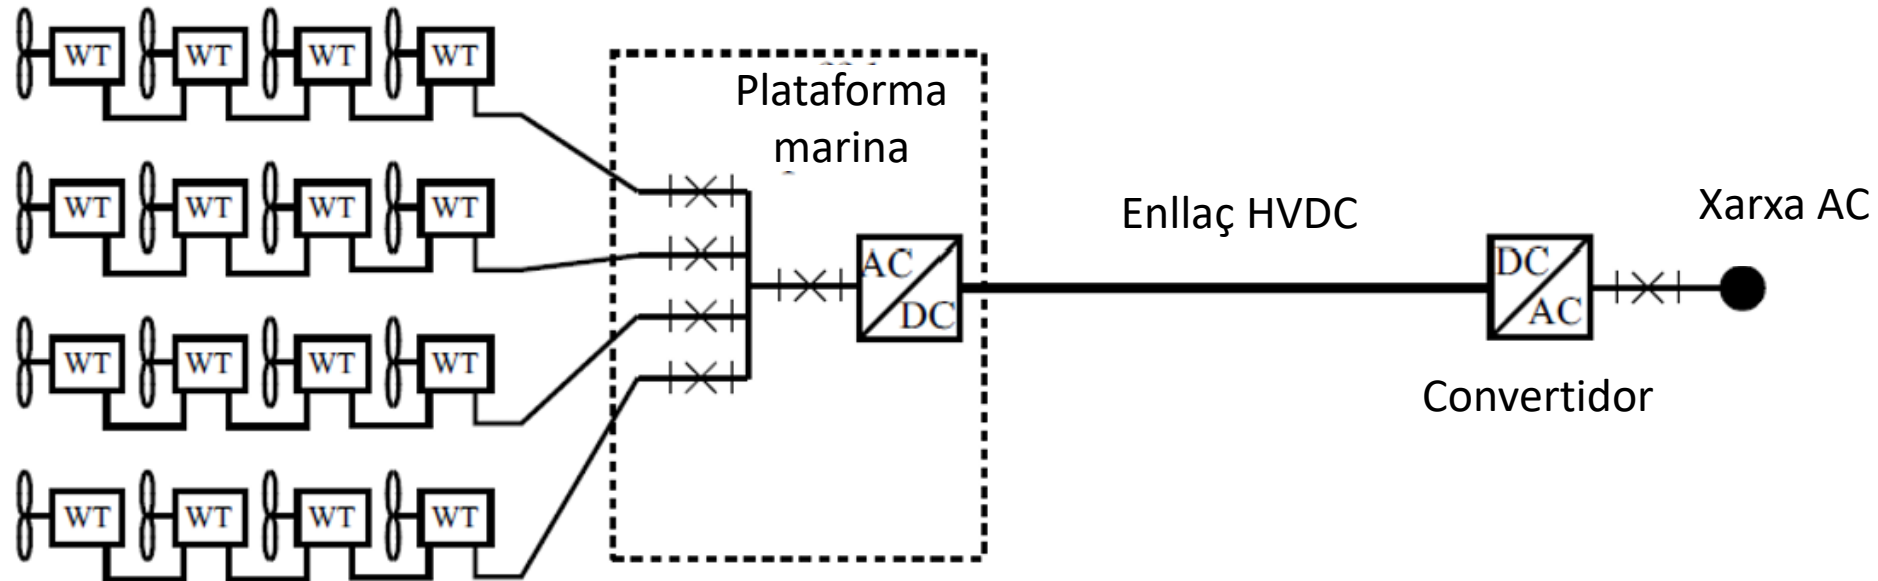 WT WT WT WT
Plataforma
marina
WT WT WT WT
Enllaç HVDC
Xarxa AC
AC
DC
DC
AC
WT WT WT WT
Convertidor
WT WT WT WT